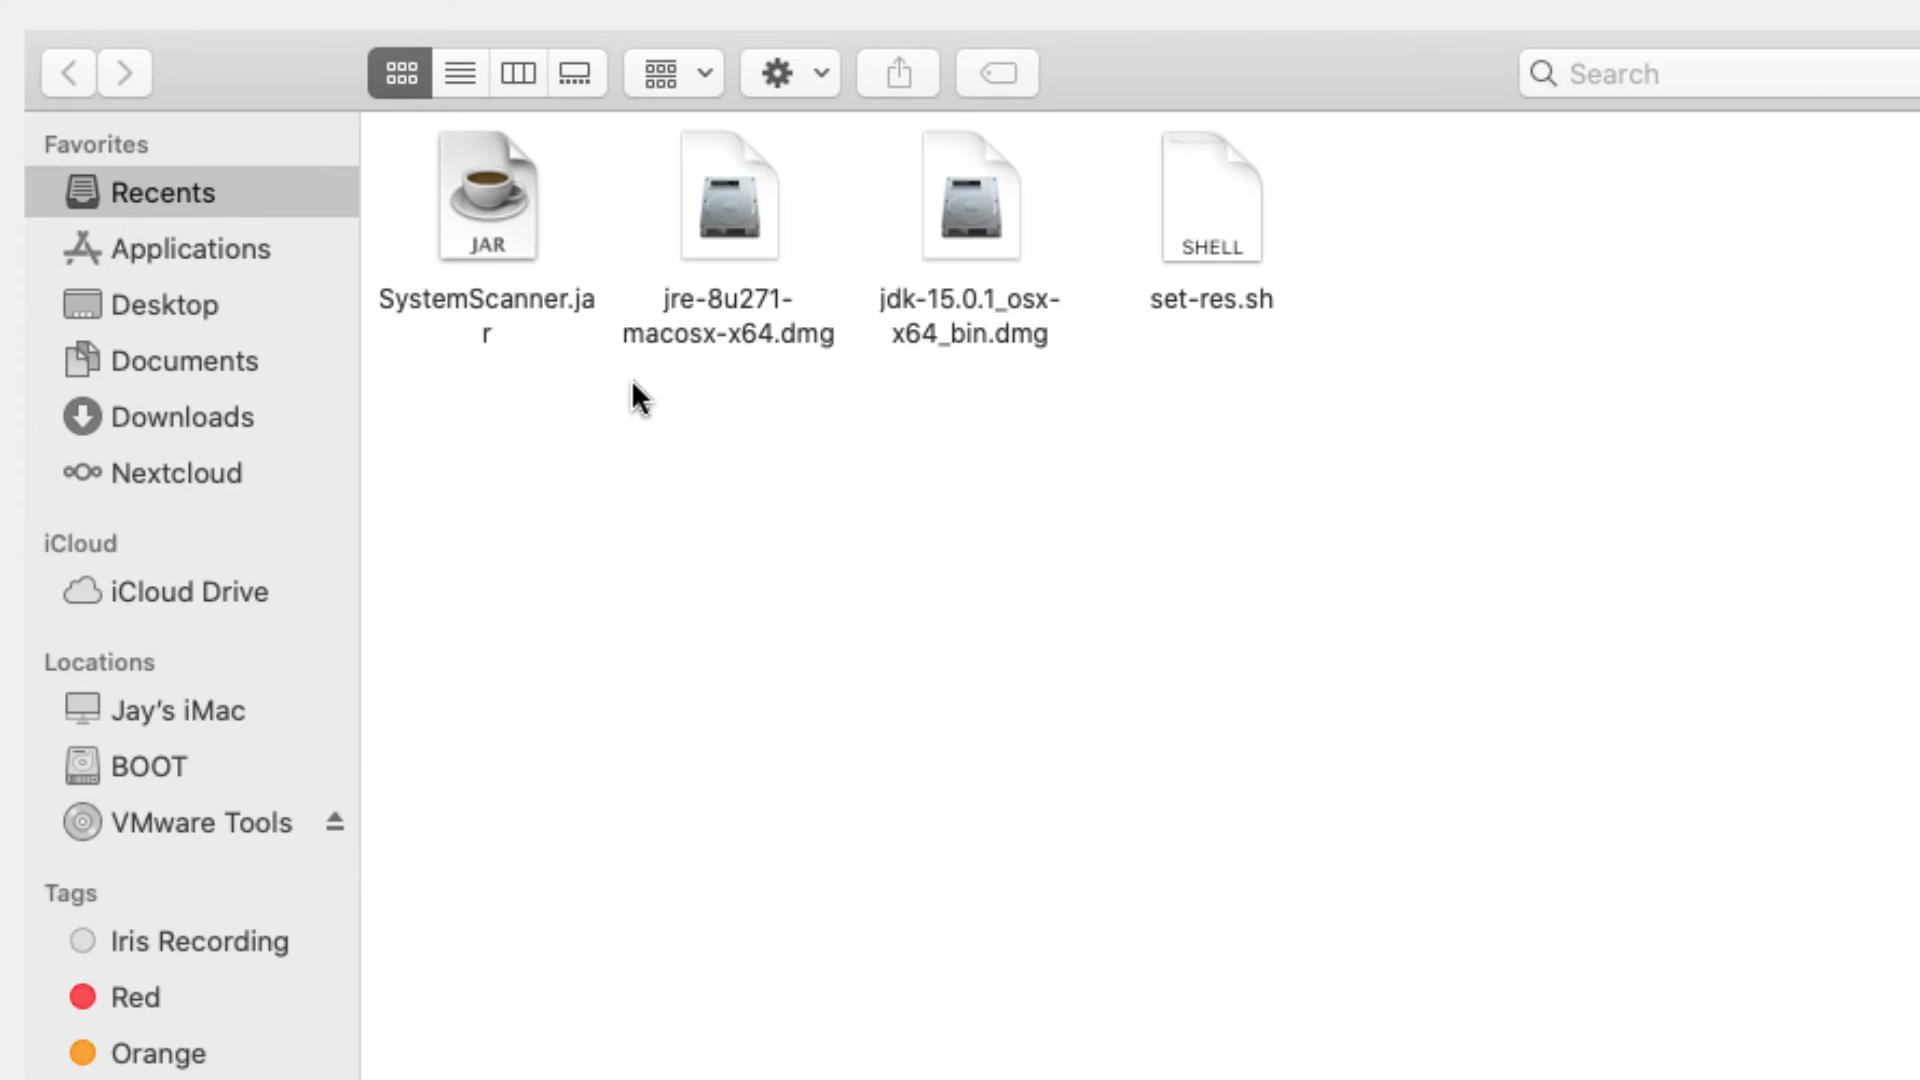 Search
Favorites
Recents
Applications
Desktop
Documents
Downloads
Nextcloud
iCloud
iCloud Drive
Locations
Jay’s iMac
BOOT
VMware Tools
Tags
Iris Recording
Red
Orange
JAR
SystemScanner.ja
r
jre-8u271-
macosx-x64.dmg
jdk-15.0.1_osx-
x64_bin.dmg
SHELL
set-res.sh